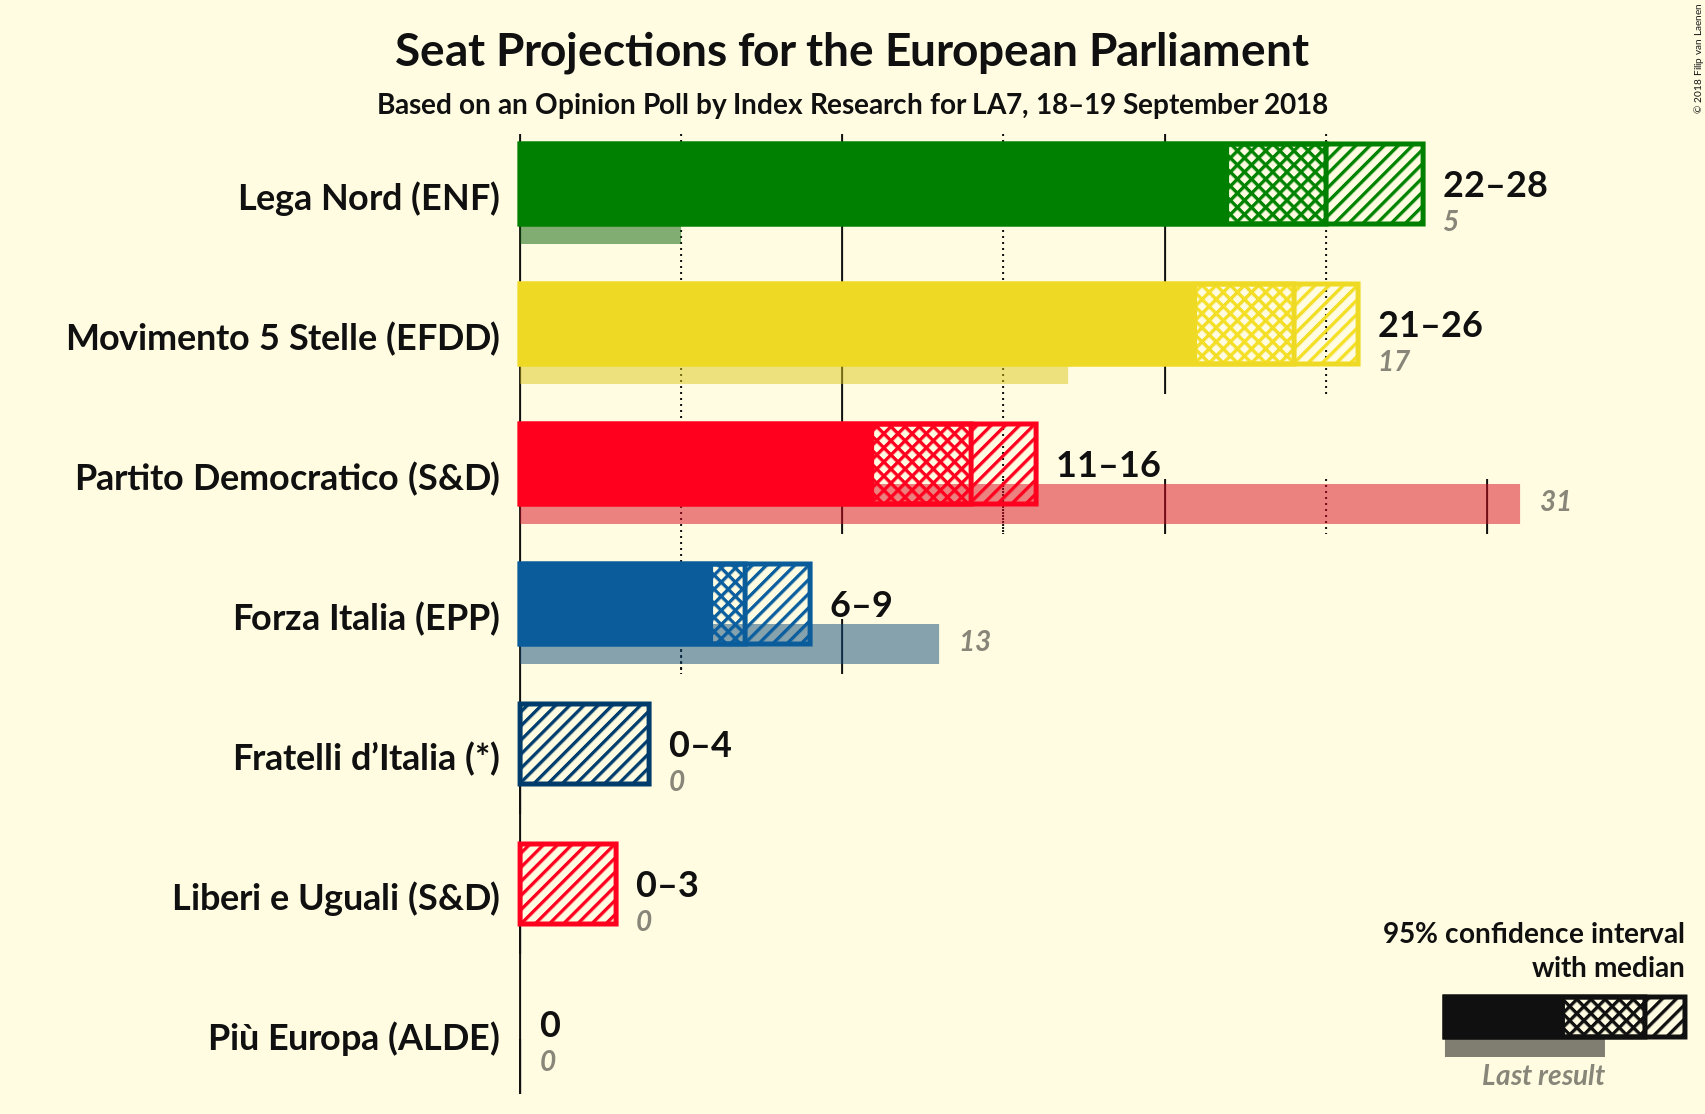 Seat Projections for the European Parliament
Based on an Opinion Poll by Index Research for LA7, 18–19 September 2018
© 2018 Filip van Laenen
Lega Nord (ENF)
22–28
5
Movimento 5 Stelle (EFDD)
21–26
17
Partito Democratico (S&D)
11–16
31
Forza Italia (EPP)
6–9
13
Fratelli d’Italia (*)
0–4
0
Liberi e Uguali (S&D)
0–3
0
Più Europa (ALDE)
0
0
95% confidence interval
with median
Last result